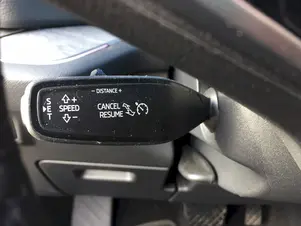 - DISTANCE +
S
E
T
+
SPEED
-
CANCEL
RESUME